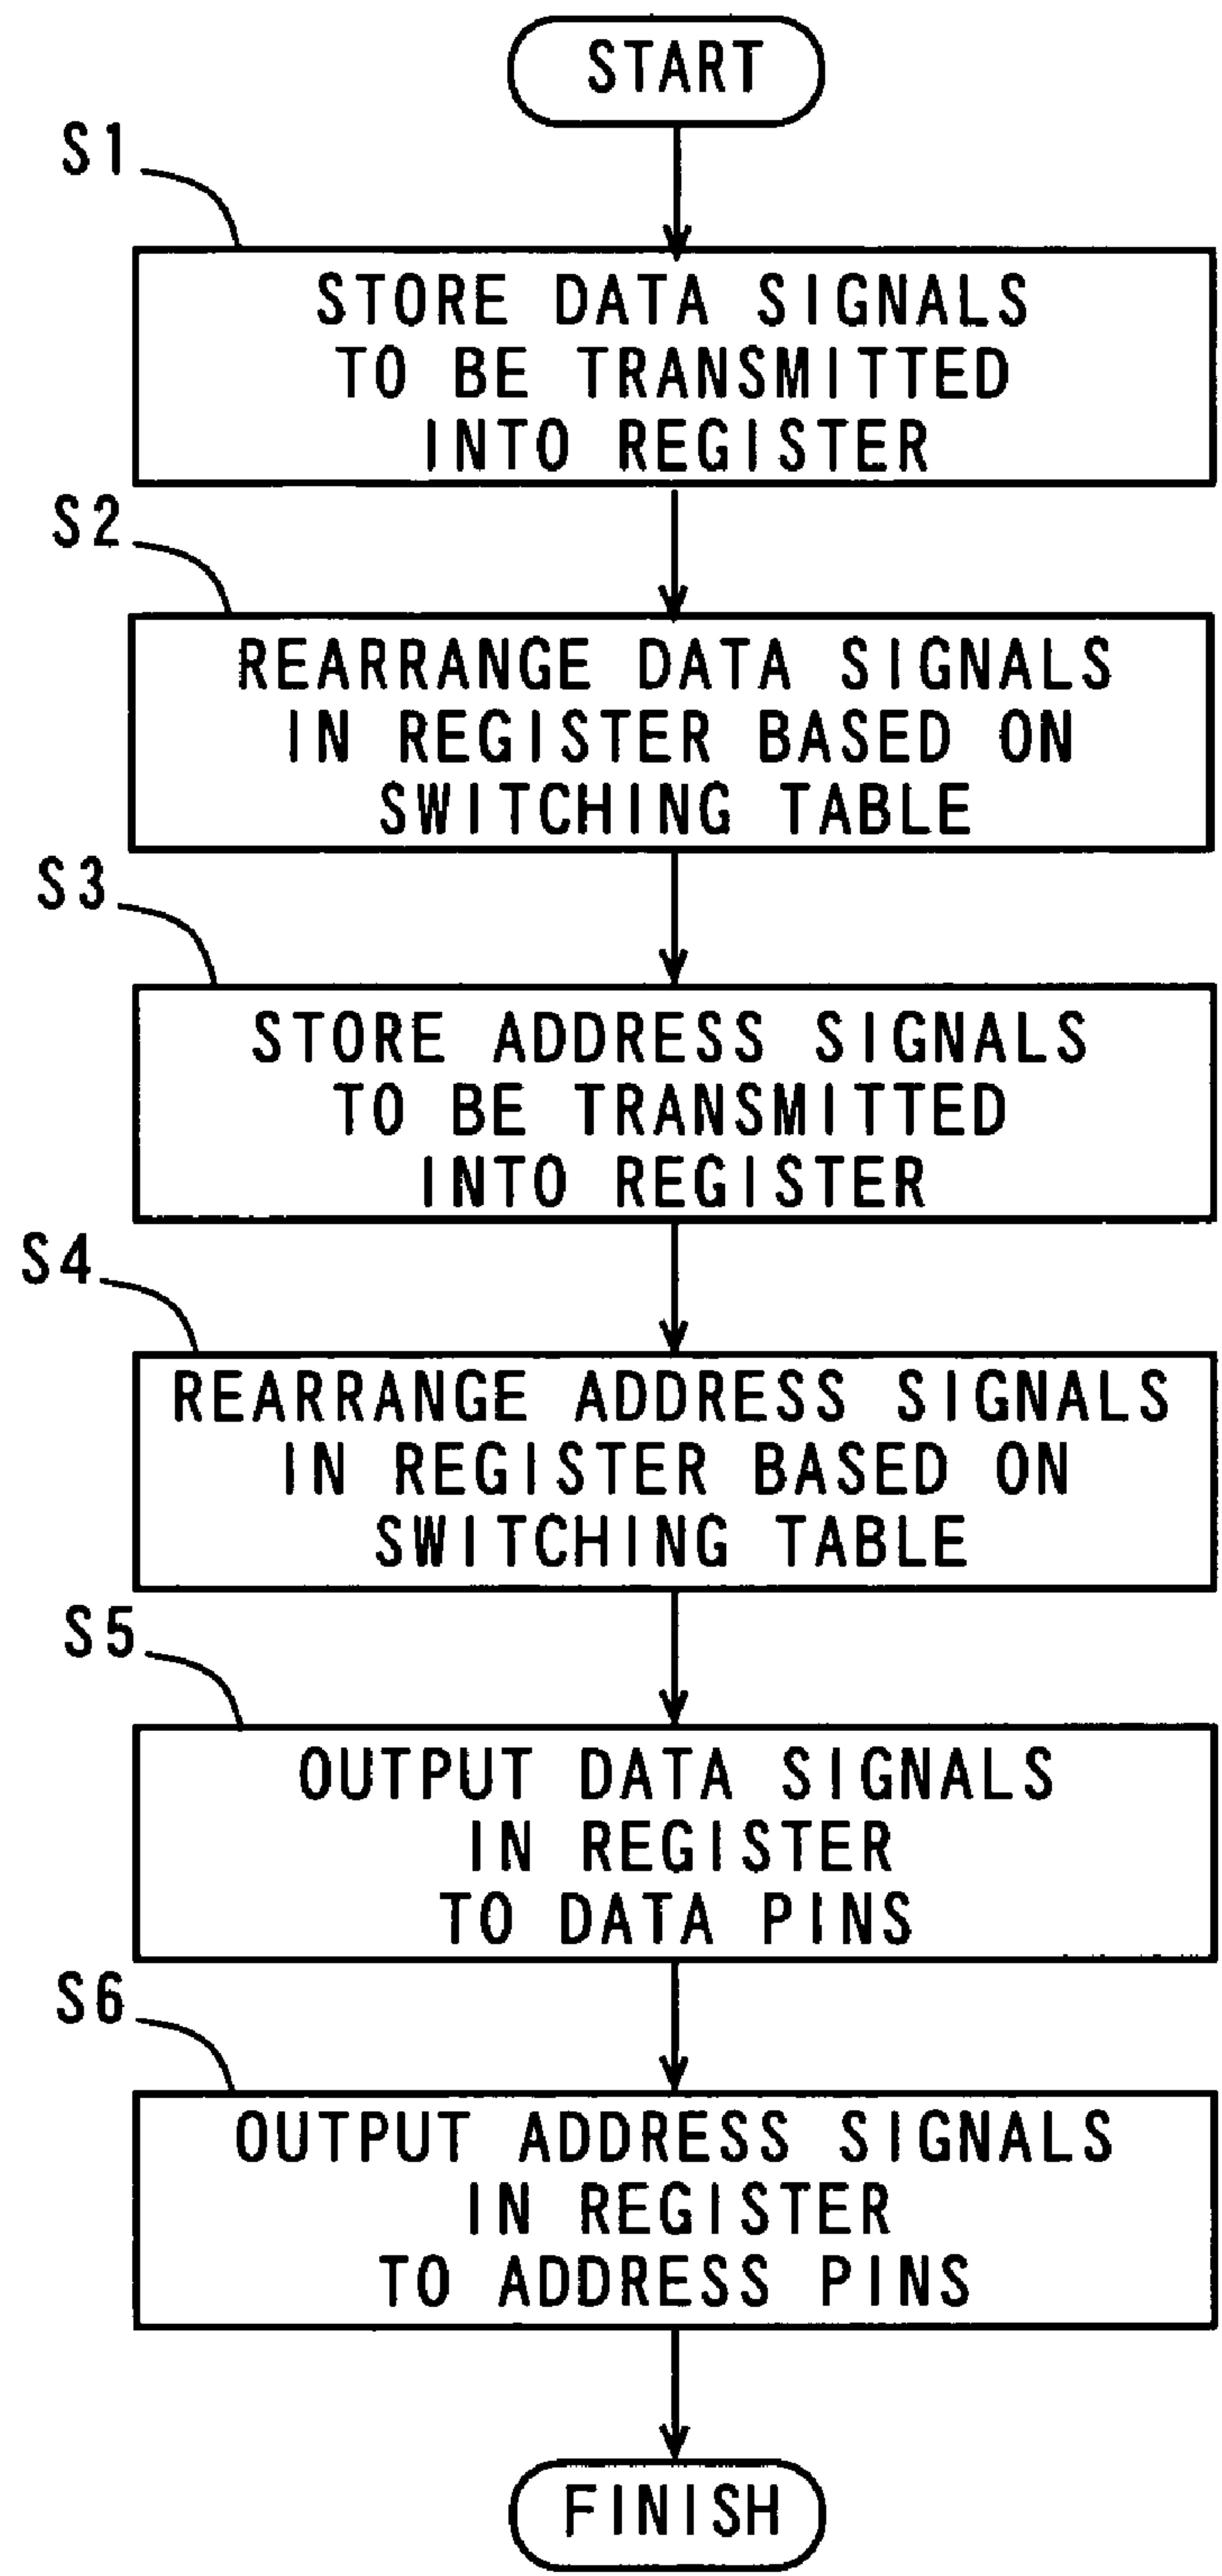 START
S1
STORE DATA SIGNALS
TO BE TRANSMITTED
INTO REGISTER
S2
REARRANGE DATA SIGNALS
IN REGISTER BASED ON
SWITCHING TABLE
S3
STORE ADDRESS SIGNALS
TO BE TRANSMITTED
INTO REGISTER
S4
REARRANGE ADDRESS SIGNALS
IN REGISTER BASED ON
SWITCHING TABLE
S5
OUTPUT DATA SIGNALS
IN REGISTER
TO DATA PINS
S6
OUTPUT ADDRESS SIGNALS
IN REGISTER
TO ADDRESS PINS
FINISH